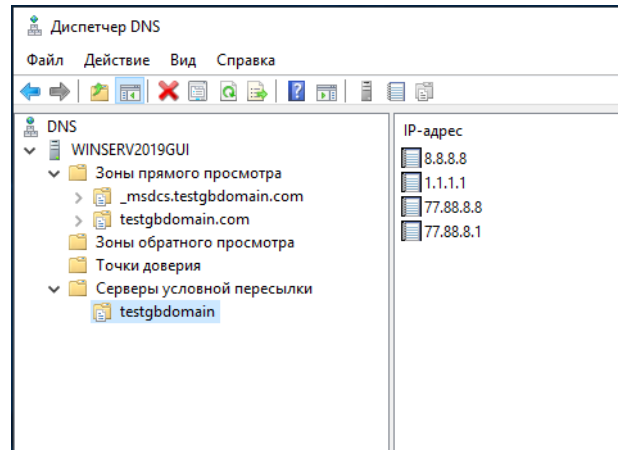 Диспетчер DNS
Файл Действие Вид Справка
DNS
WINSERV2019GUI
Зоны прямого просмотра
_msdcs.testgbdomain.com
testgbdomain.com
Зоны обратного просмотра
Точки доверия
Серверы условной пересылки
testgbdomain
IP-адрес
8.8.8.8
1.1.1.1
77.88.8.8
77.88.8.1